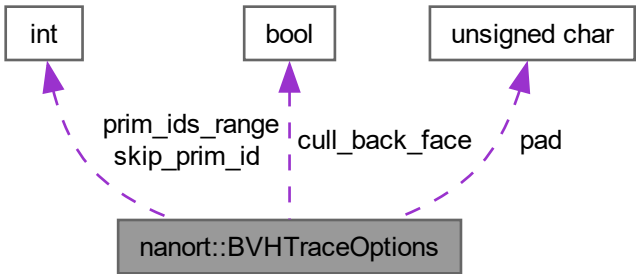 int
bool
unsigned char
prim_ids_range
skip_prim_id
cull_back_face
pad
nanort::BVHTraceOptions